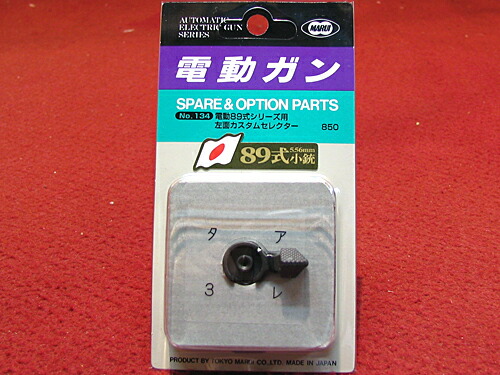 AUTOMATIC
ELECTRIC GUN
SERIES
MARUI
電動ガン
SPARE & OPTION PARTS
No.134 電動89式シリーズ用
左面カスタムセレクター 850
89式 5.56mm 小銃
タ ア
3 レ
PRODUCT BY TOKYO MARUI CO., LTD. MADE IN JAPAN